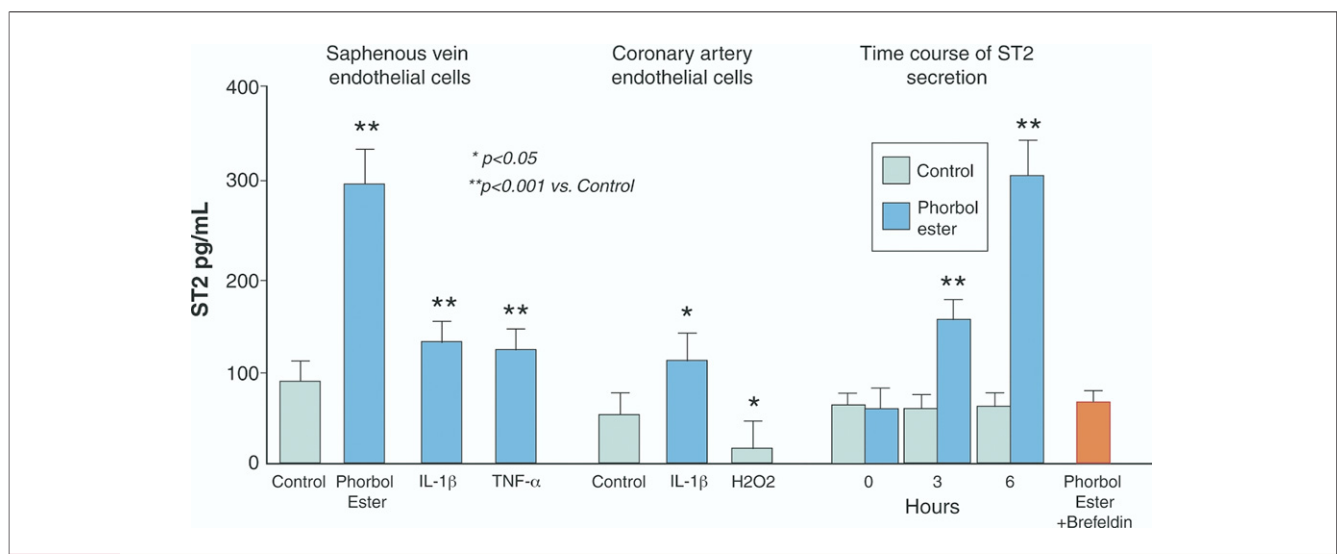 Saphenous vein
endothelial cells
Coronary artery
endothelial cells
Time course of ST2
secretion
400
300
200
100
0
ST2 pg/mL
**
**
**
* p<0.05
**p<0.001 vs. Control
*
*
**
**
Control
Phorbol
ester
Control
Phorbol
Ester
IL-1β
TNF-α
Control
IL-1β
H2O2
0
3
6
Hours
Phorbol
Ester
+Brefeldin